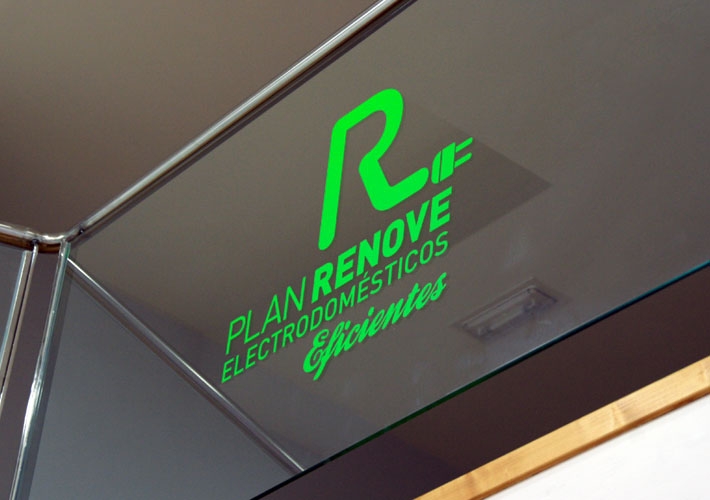 R
PLAN RENOVE
ELECTRODOMÉSTICOS
Eficientes